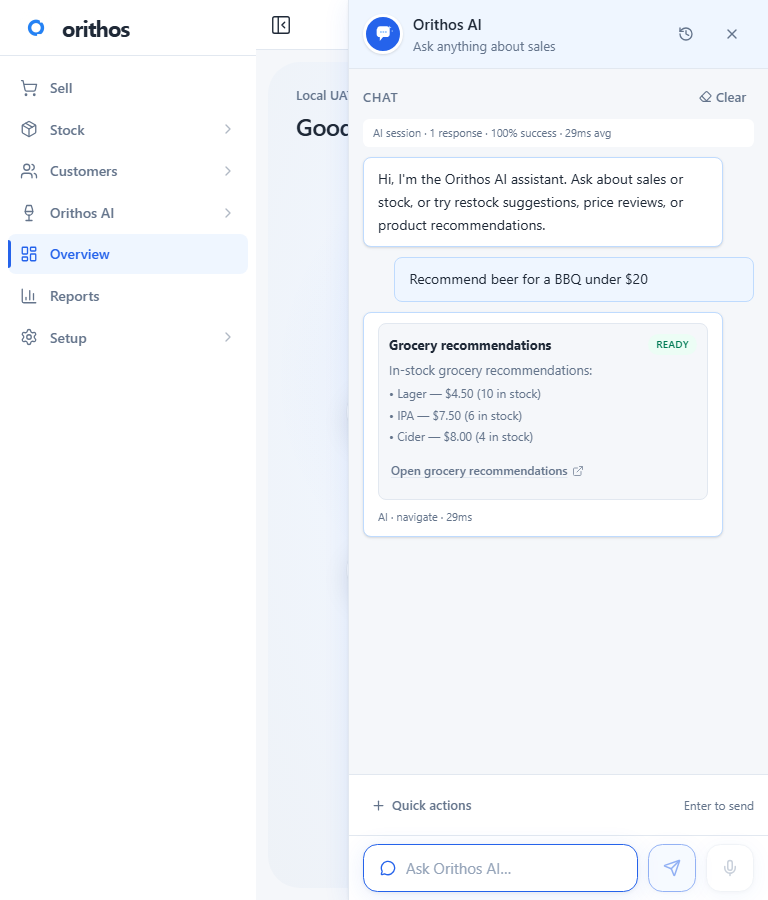 orithos
Sell
Stock
Customers
Orithos AI
Overview
Reports
Setup
Local UA
Good
Orithos AI
Ask anything about sales
CHAT
Clear
AI session · 1 response · 100% success · 29ms avg
Hi, I'm the Orithos AI assistant. Ask about sales or
stock, or try restock suggestions, price reviews, or
product recommendations.
Recommend beer for a BBQ under $20
Grocery recommendations
READY
In-stock grocery recommendations:
• Lager — $4.50 (10 in stock)
• IPA — $7.50 (6 in stock)
• Cider — $8.00 (4 in stock)
Open grocery recommendations
AI · navigate · 29ms
Quick actions
Enter to send
Ask Orithos AI...